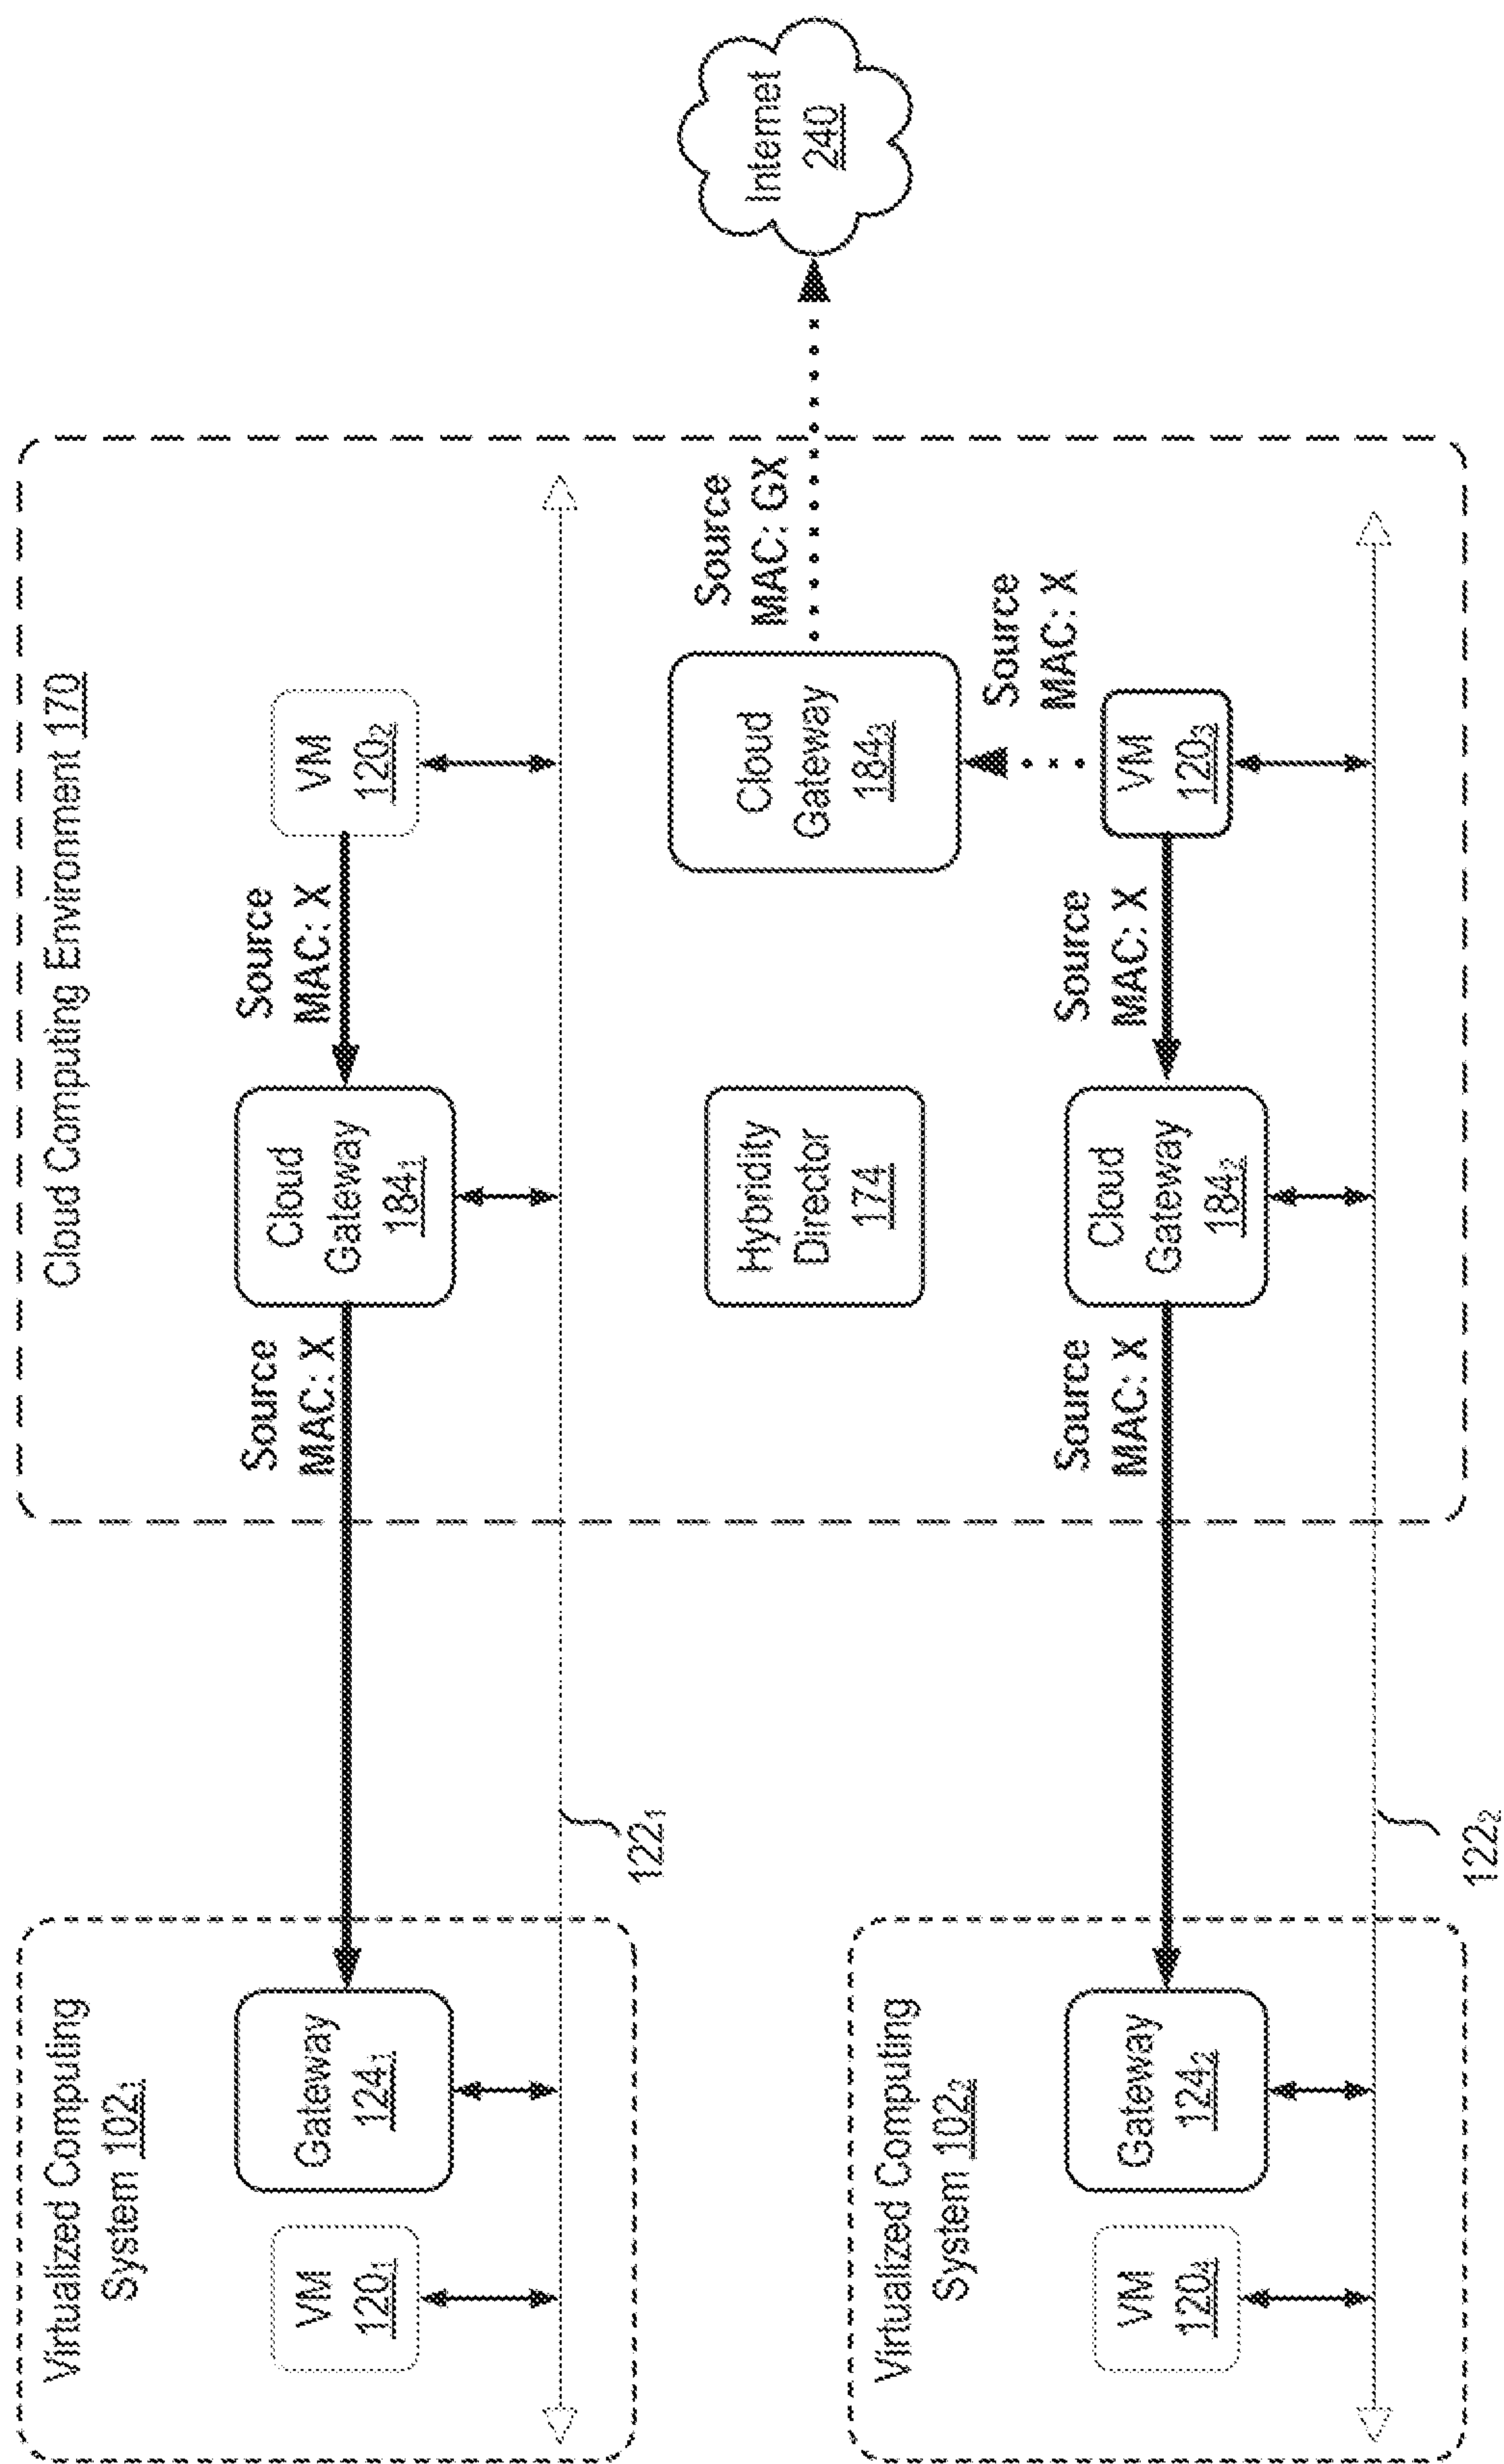 Virtualized Computing
System 102₁
VM
120₁
Gateway
124₁
122₁
Virtualized Computing
System 102₂
VM
120₄
Gateway
124₂
122₂
Cloud Computing Environment 170
Source
MAC: X
Cloud
Gateway
184₁
Source
MAC: X
VM
120₂
Hybridity
Director
174
Cloud
Gateway
184₃
Source
MAC: GX
Source
MAC: X
Source
MAC: X
Cloud
Gateway
184₂
Source
MAC: X
VM
120₃
Internet
240